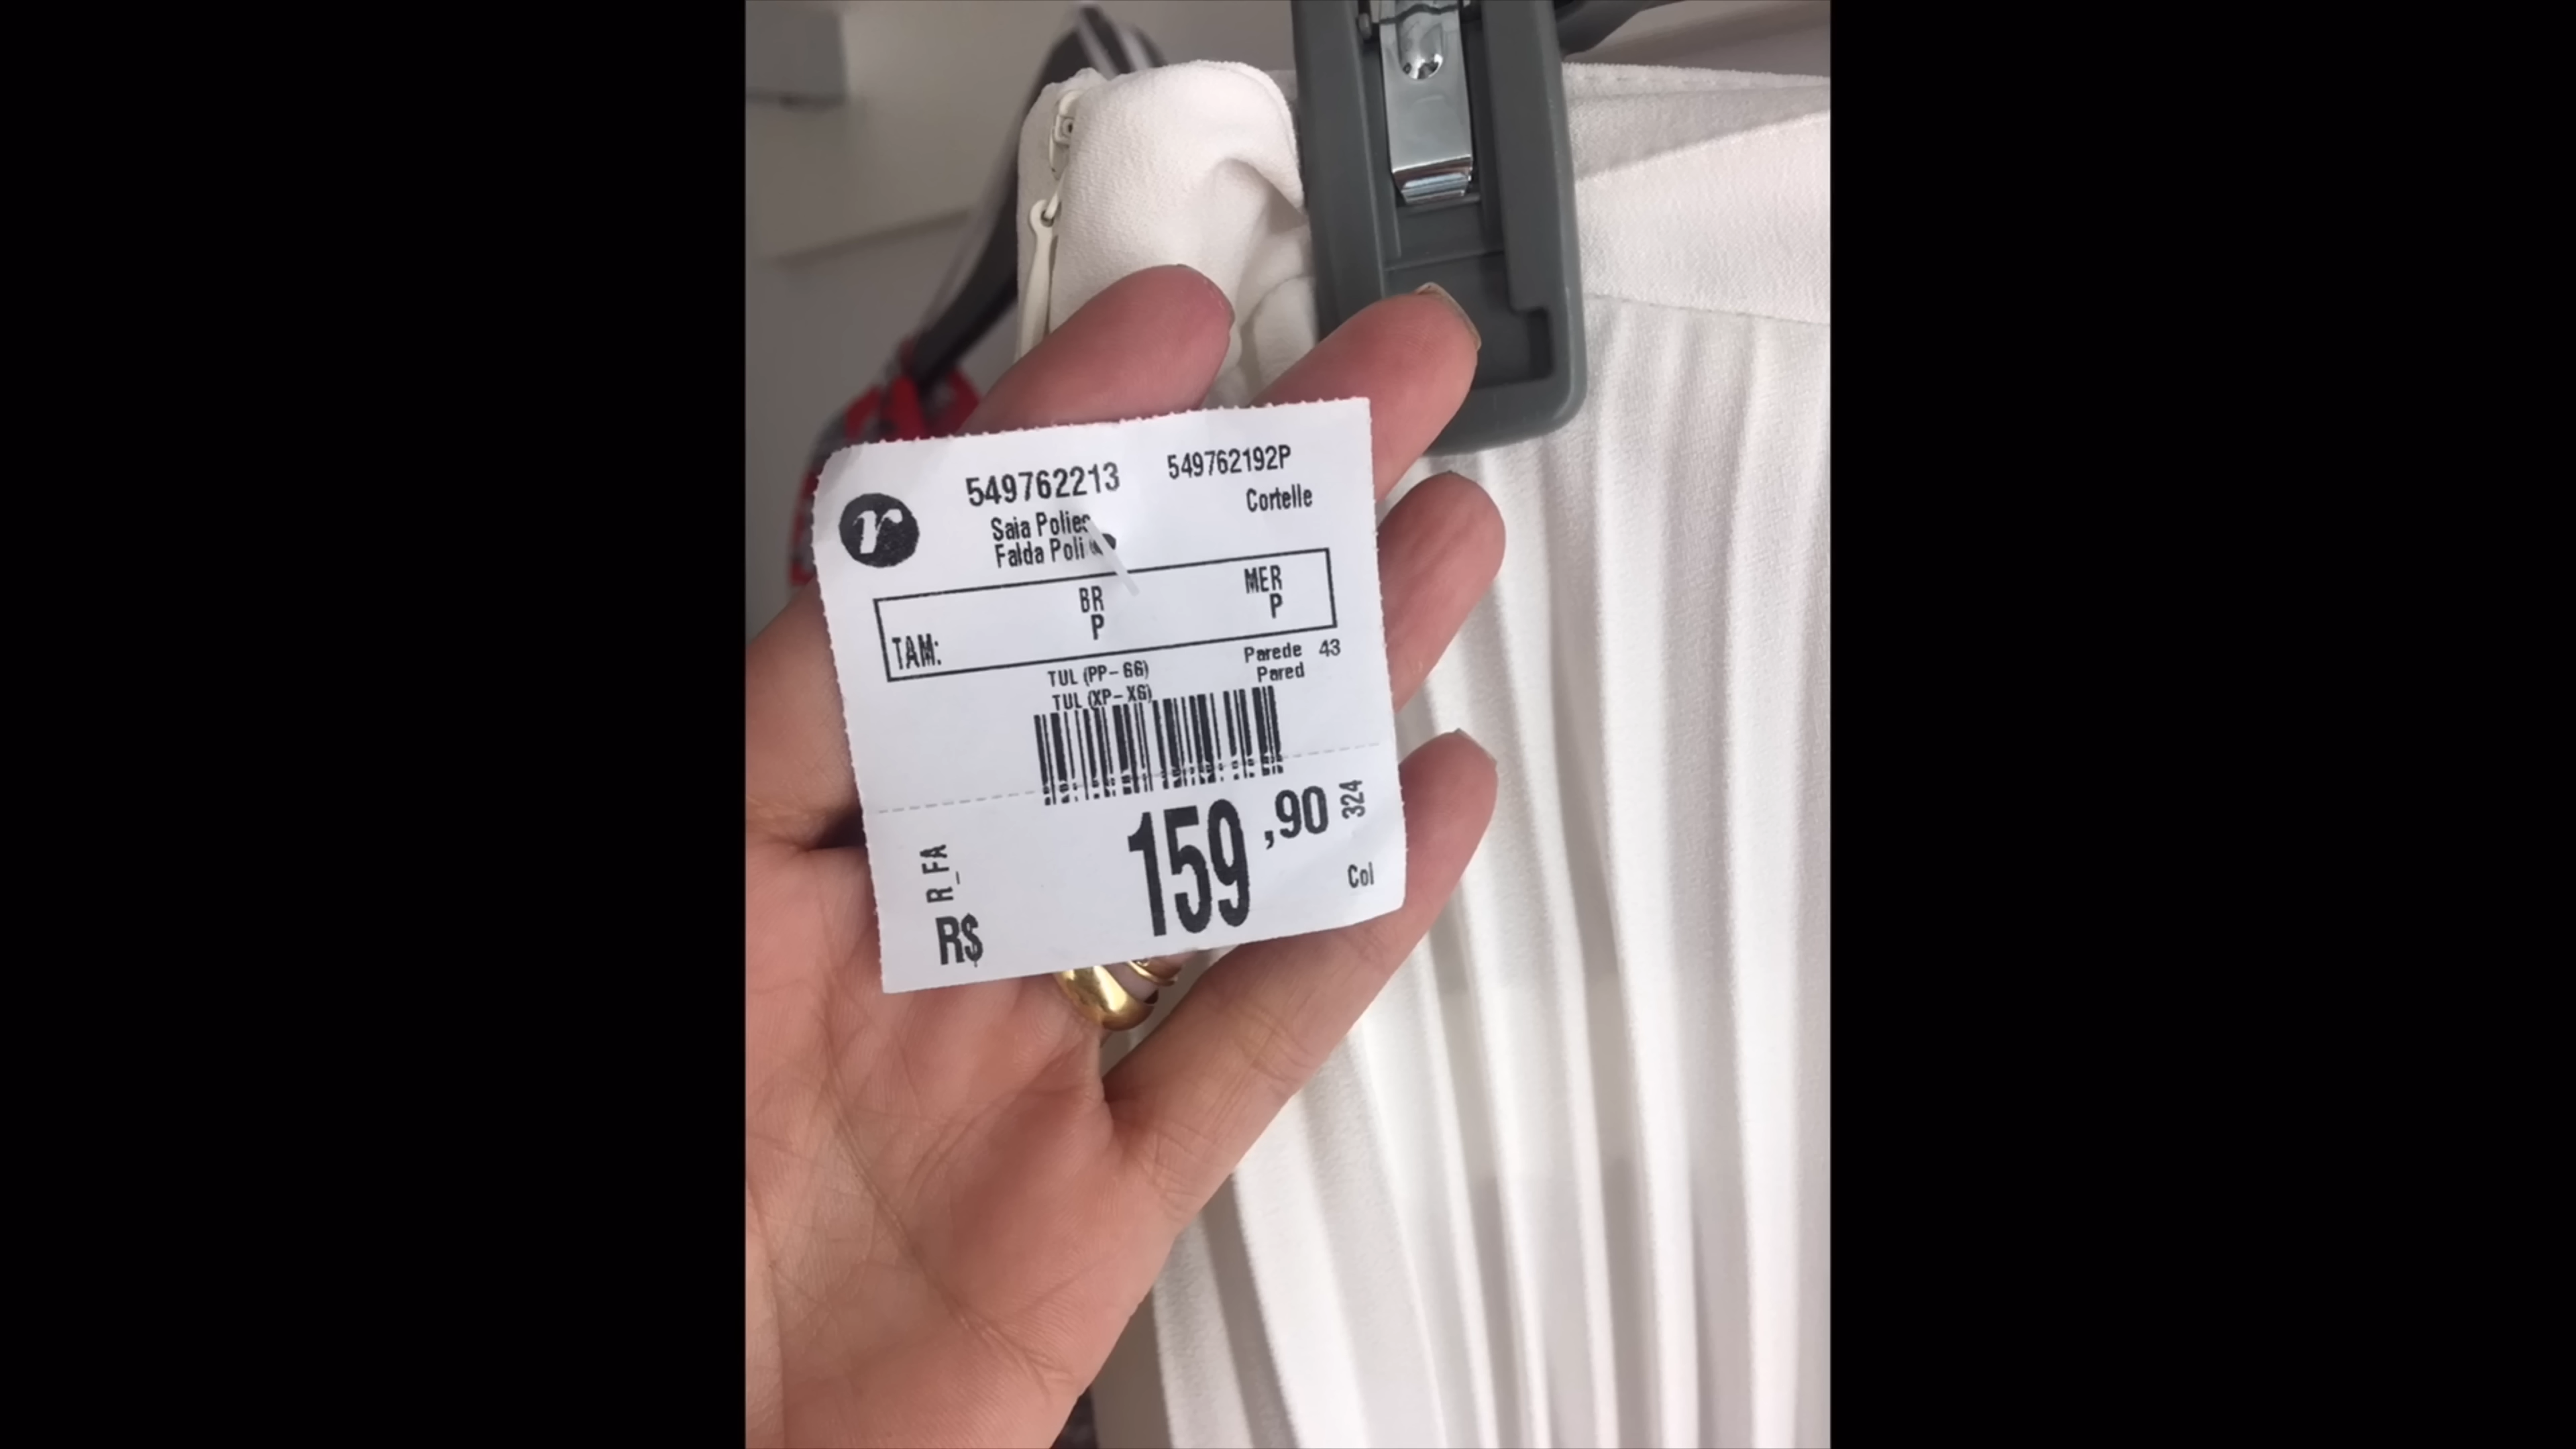 549762213 549762192P
r
Saia Polies Cortelle
Falda Poli
BR MER
TAM: P P
TUL (PP-GG) Parede 43
TUL (XP-XG) Pared
159,90 324
R_FA
R$ Col